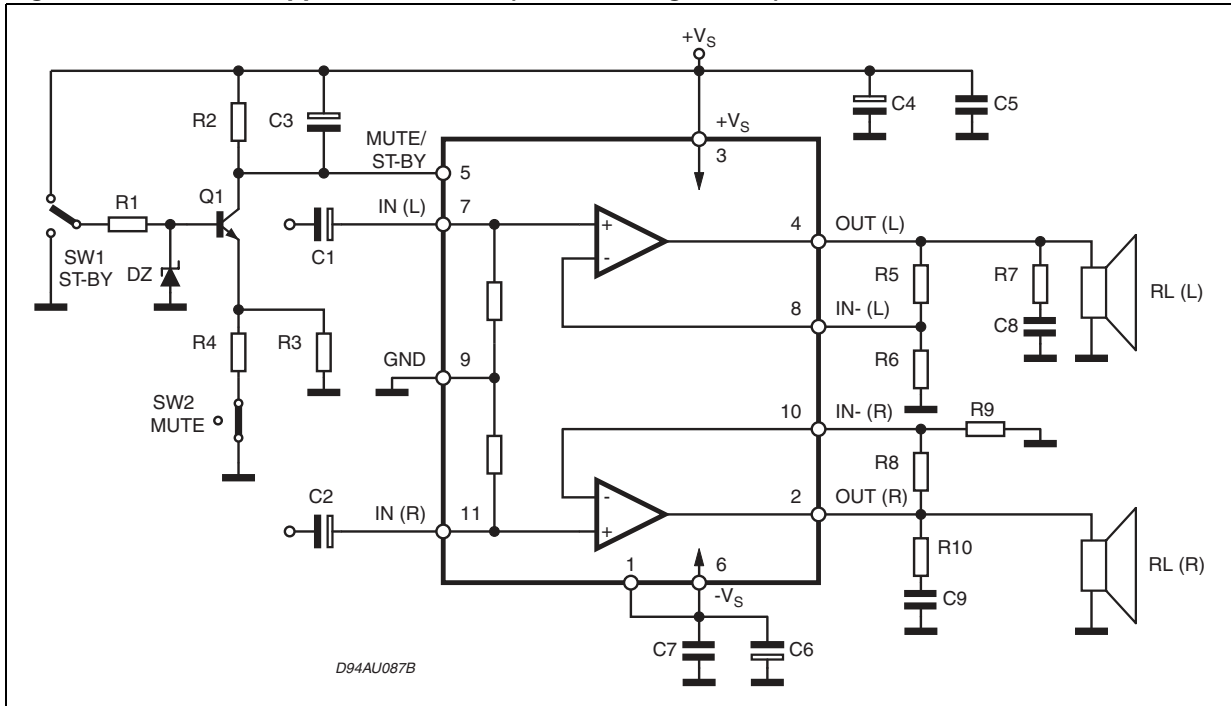 +VS
R2
C3
C4
C5
MUTE/
ST-BY
+VS
3
5
Q1
R1
IN (L)
7
4
OUT (L)
+
-
SW1
ST-BY
DZ
C1
R5
R7
RL (L)
8
IN- (L)
C8
R4
R3
GND
9
R6
SW2
MUTE
10
IN- (R)
R9
R8
C2
IN (R)
11
-
+
2
OUT (R)
R10
RL (R)
1
6
-VS
C9
C7
C6
D94AU087B